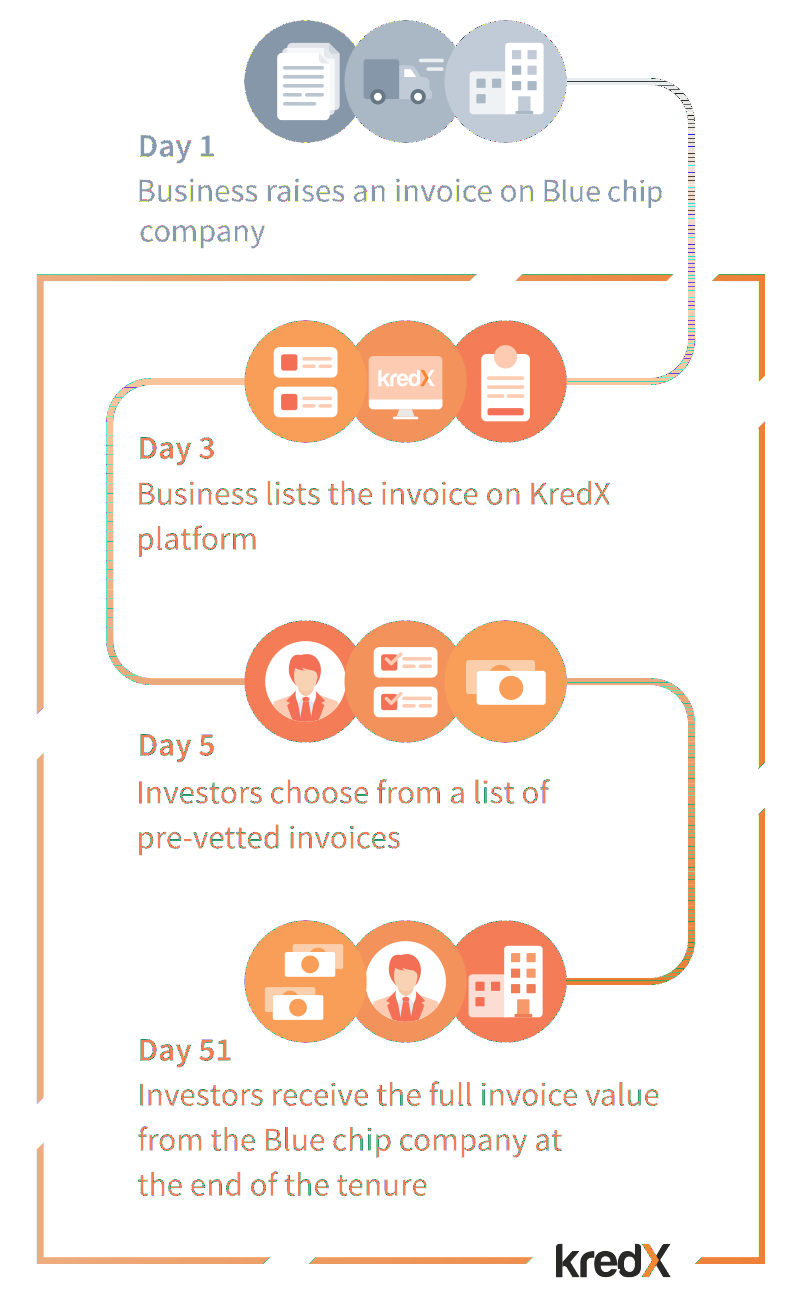 Day 1
Business raises an invoice on Blue chip
company
kredX
Day 3
Business lists the invoice on KredX
platform
Day 5
Investors choose from a list of
pre-vetted invoices
Day 51
Investors receive the full invoice value
from the Blue chip company at
the end of the tenure
kredX